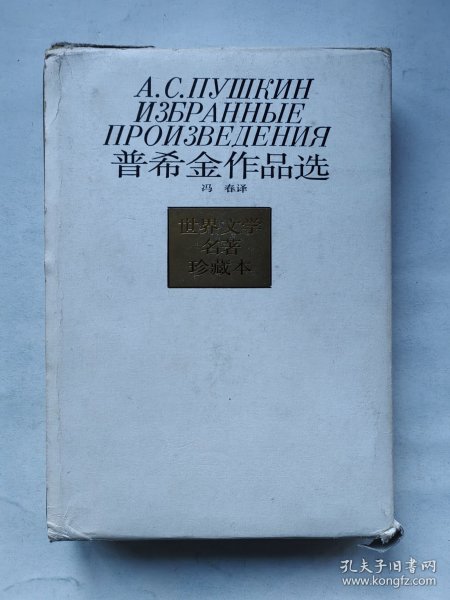 А.С.ПУШКИН
ИЗБРАННЫЕ
ПРОИЗВЕДЕНИЯ
普希金作品选
冯 春译
世界文学
名著
珍藏本
孔夫子旧书网
www.kongfz.com